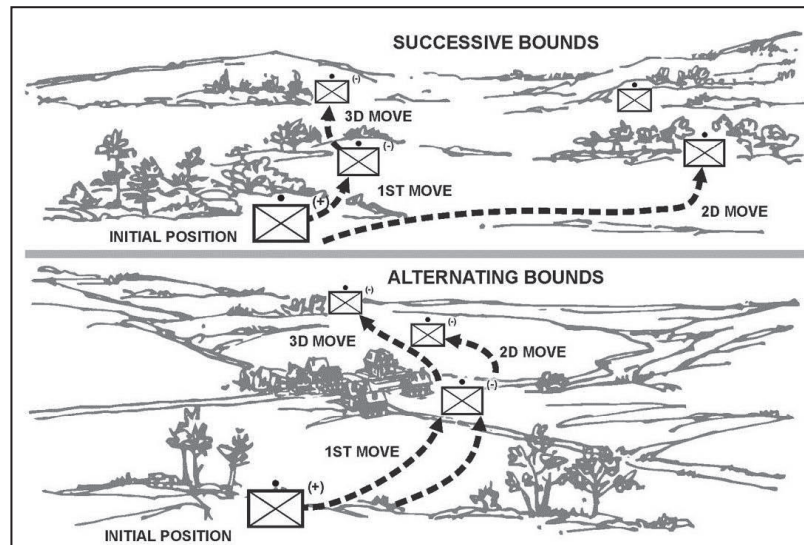 SUCCESSIVE BOUNDS
(-)
3D MOVE
(-)
1ST MOVE
(+)
INITIAL POSITION
2D MOVE
ALTERNATING BOUNDS
(-)
(-)
3D MOVE
2D MOVE
(-)
1ST MOVE
(+)
INITIAL POSITION